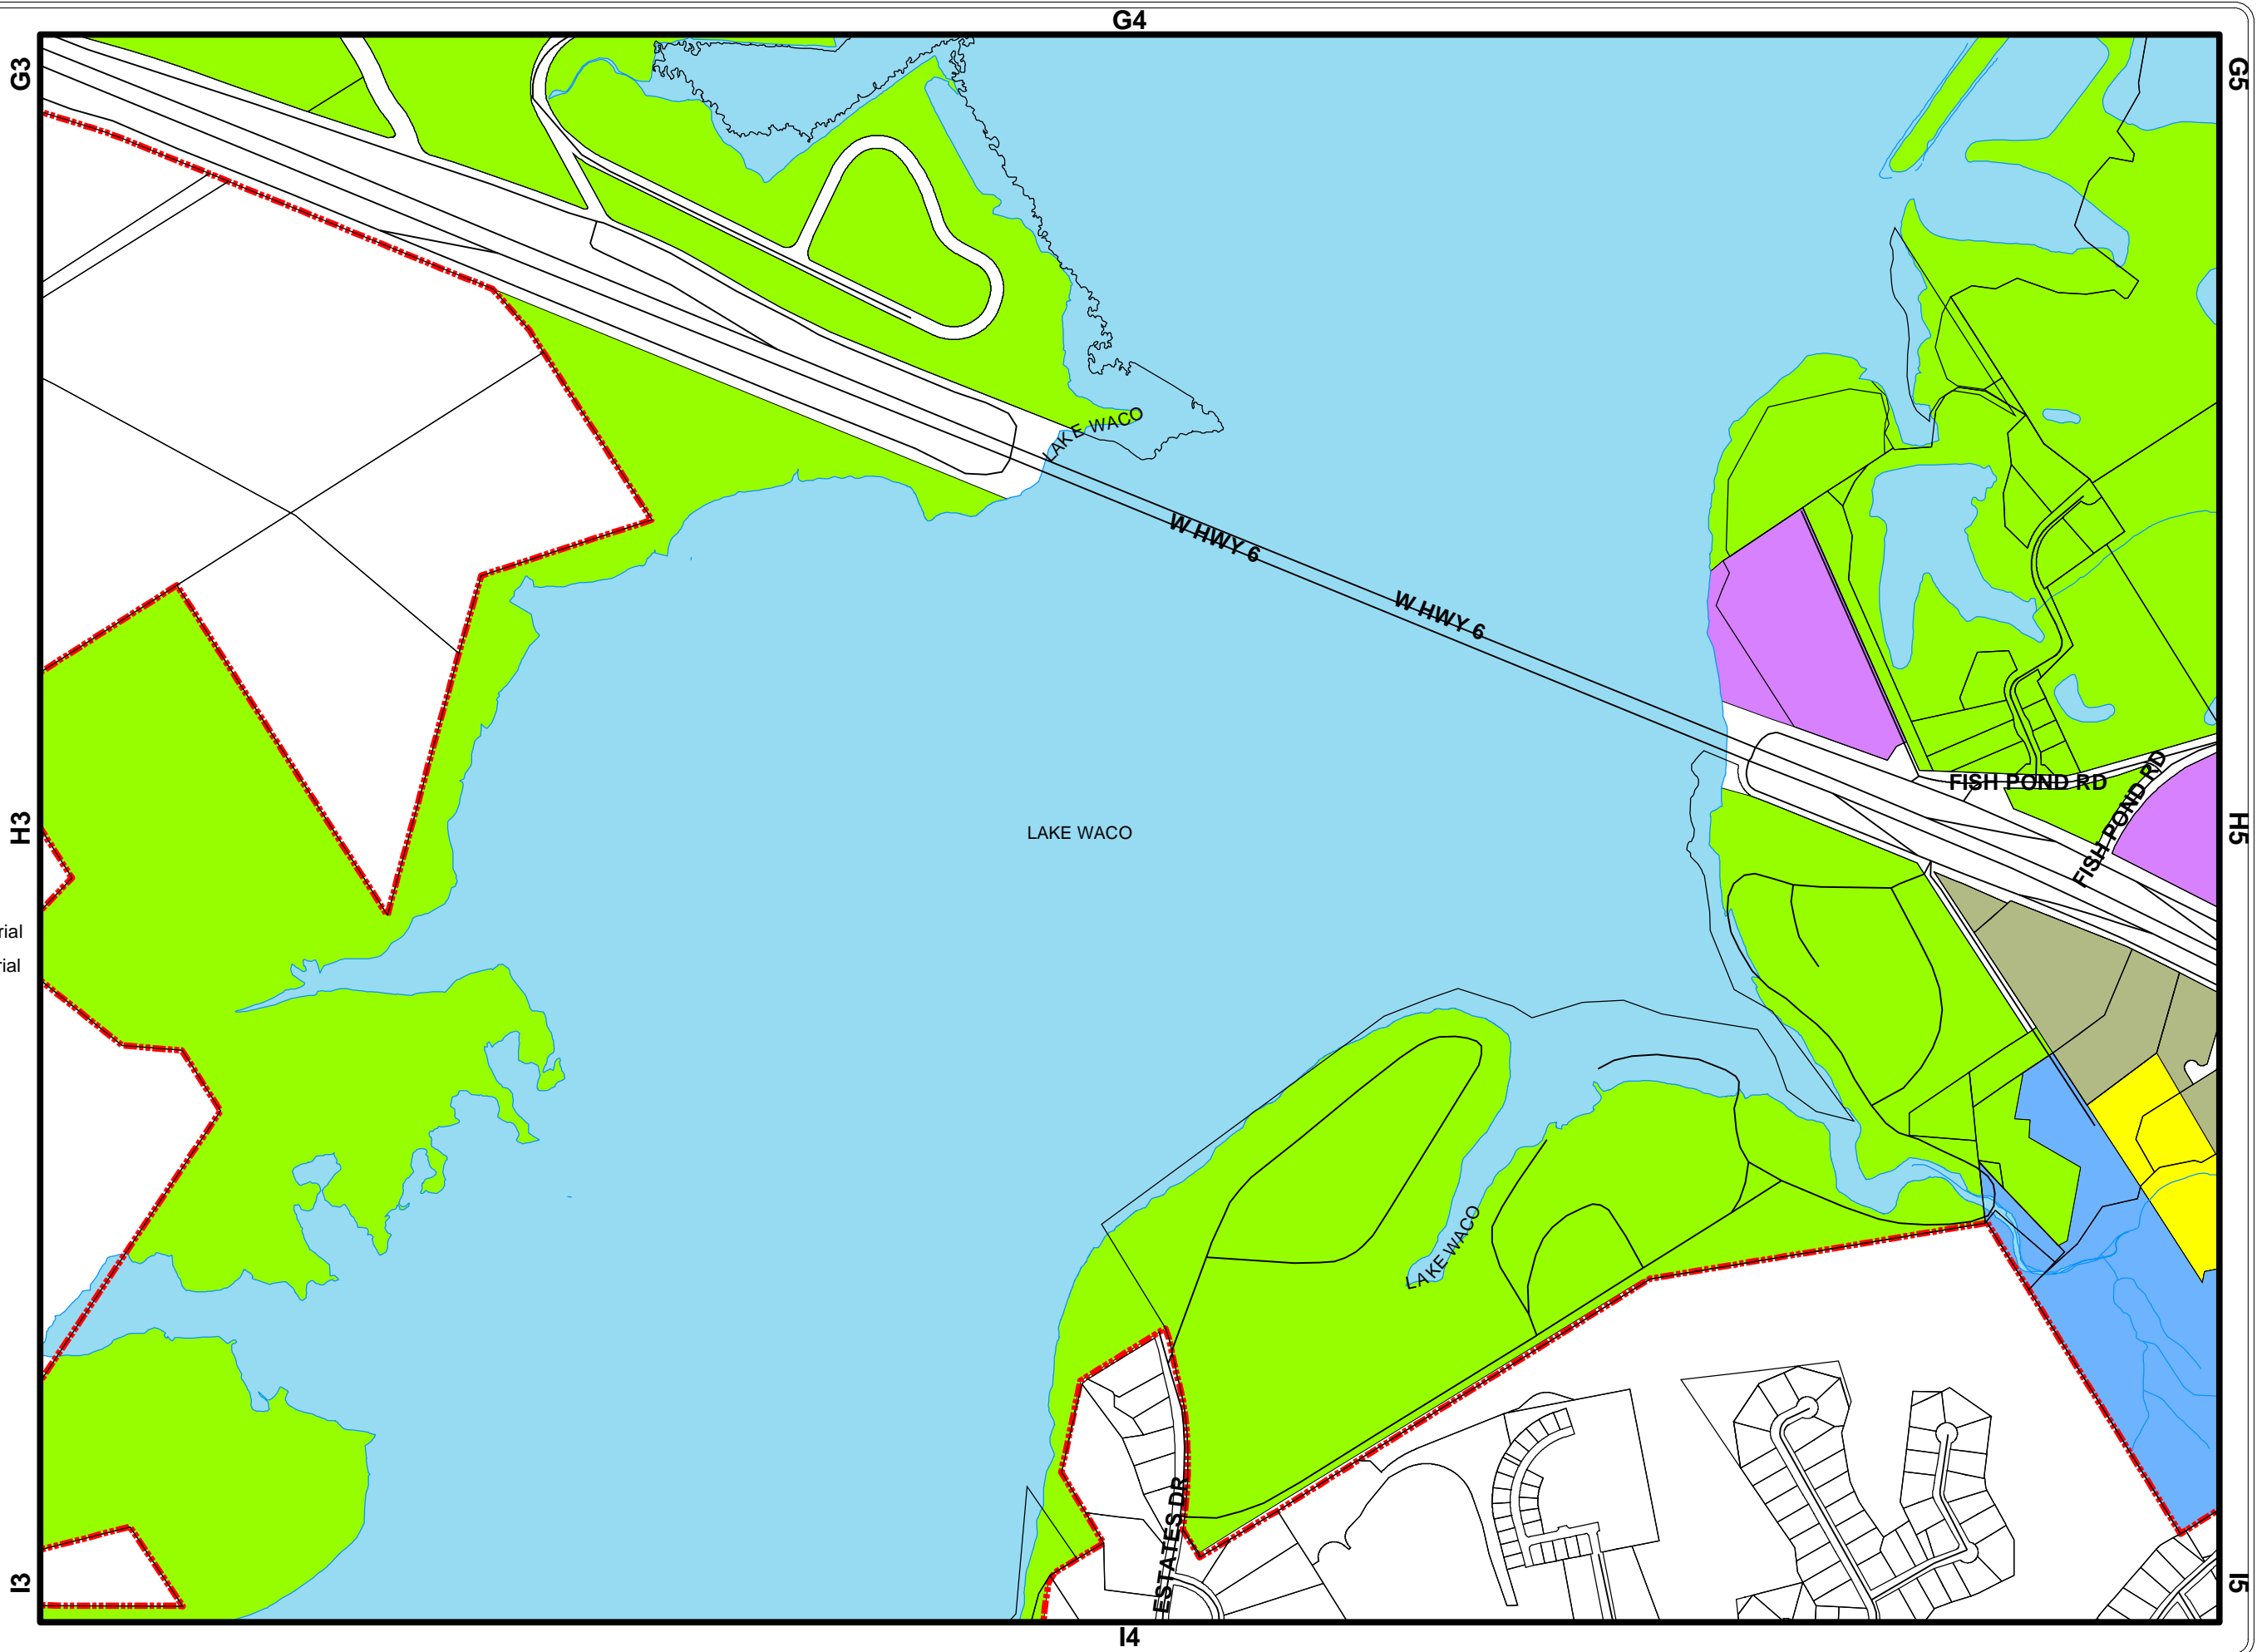 G4
G3
G5
LAKE WACO
W HWY 6
W HWY 6
FISH POND RD
FISH POND RD
H3
LAKE WACO
H5
rial
rial
LAKE WACO
ESTATES DR
I3
I5
I4